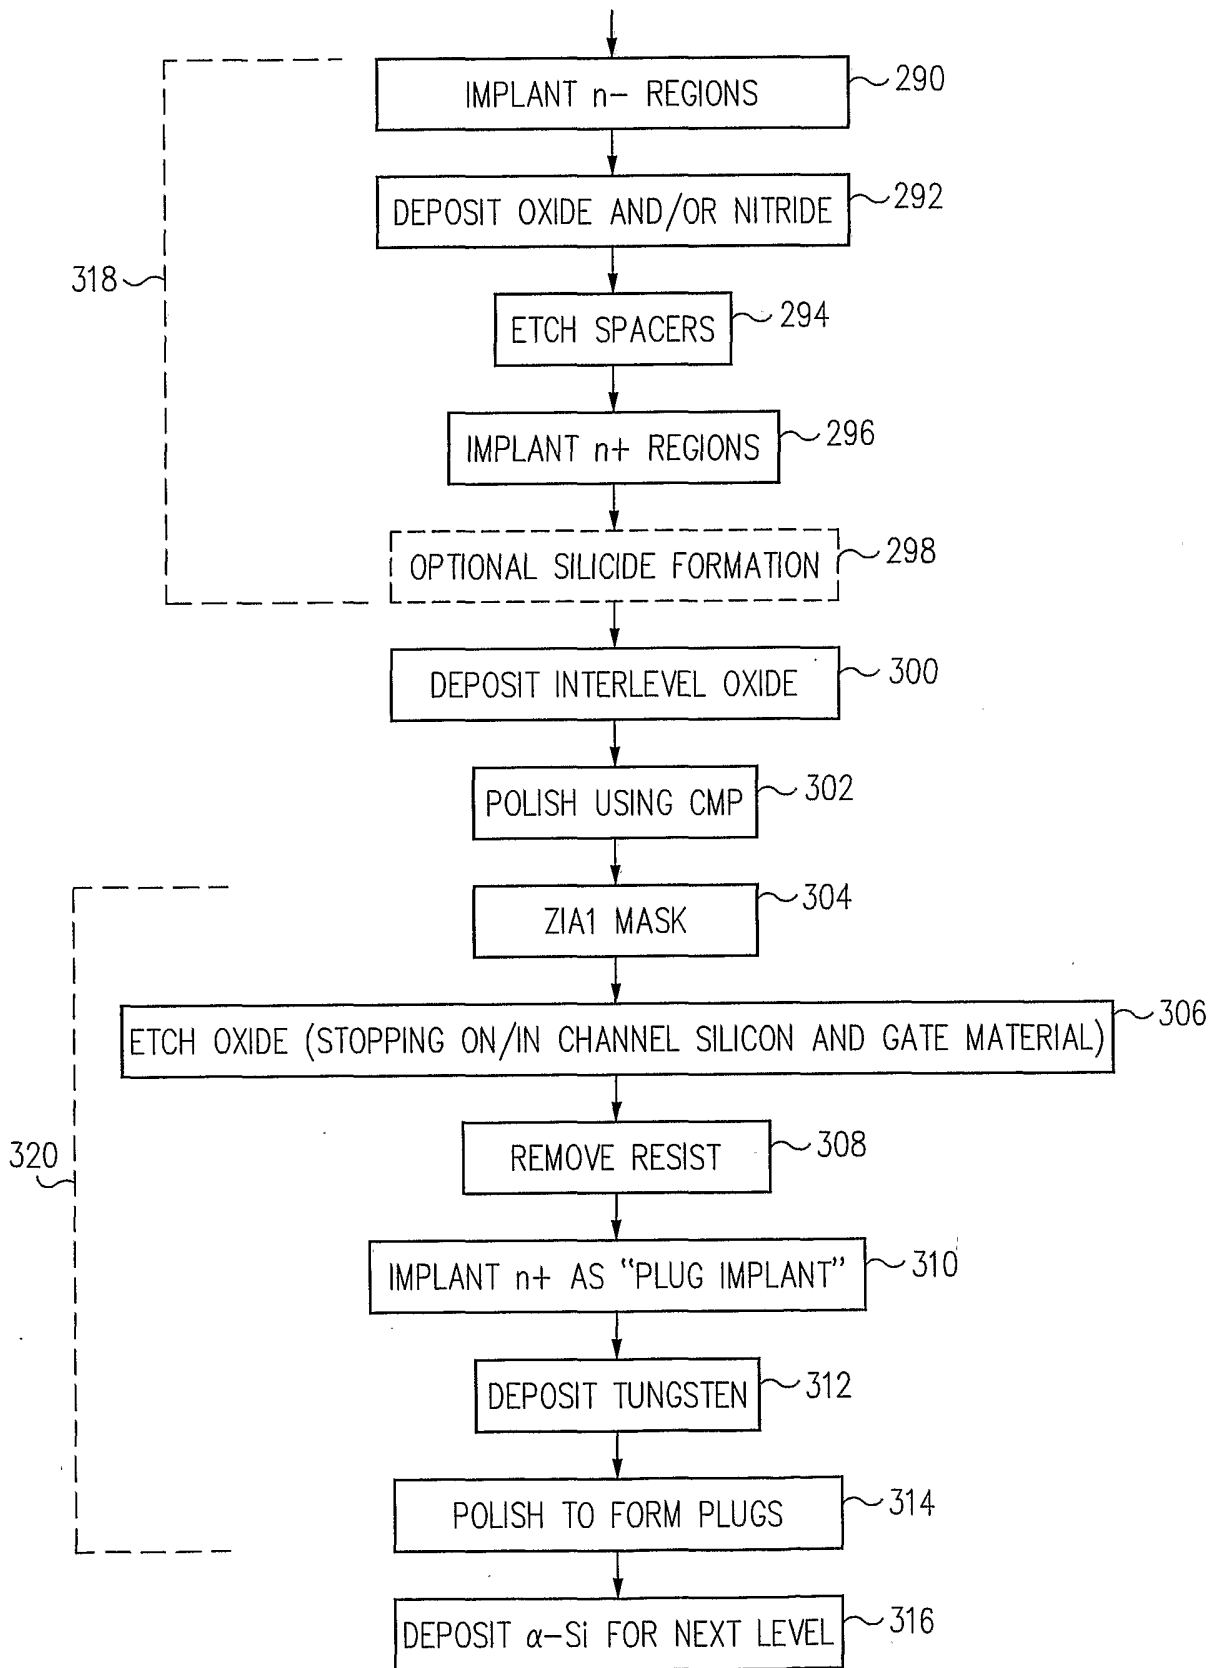 IMPLANT n- REGIONS
290
DEPOSIT OXIDE AND/OR NITRIDE
292
318
ETCH SPACERS
294
IMPLANT n+ REGIONS
296
OPTIONAL SILICIDE FORMATION
298
DEPOSIT INTERLEVEL OXIDE
300
POLISH USING CMP
302
ZIA1 MASK
304
ETCH OXIDE (STOPPING ON/IN CHANNEL SILICON AND GATE MATERIAL)
306
320
REMOVE RESIST
308
IMPLANT n+ AS “PLUG IMPLANT”
310
DEPOSIT TUNGSTEN
312
POLISH TO FORM PLUGS
314
DEPOSIT α-Si FOR NEXT LEVEL
316